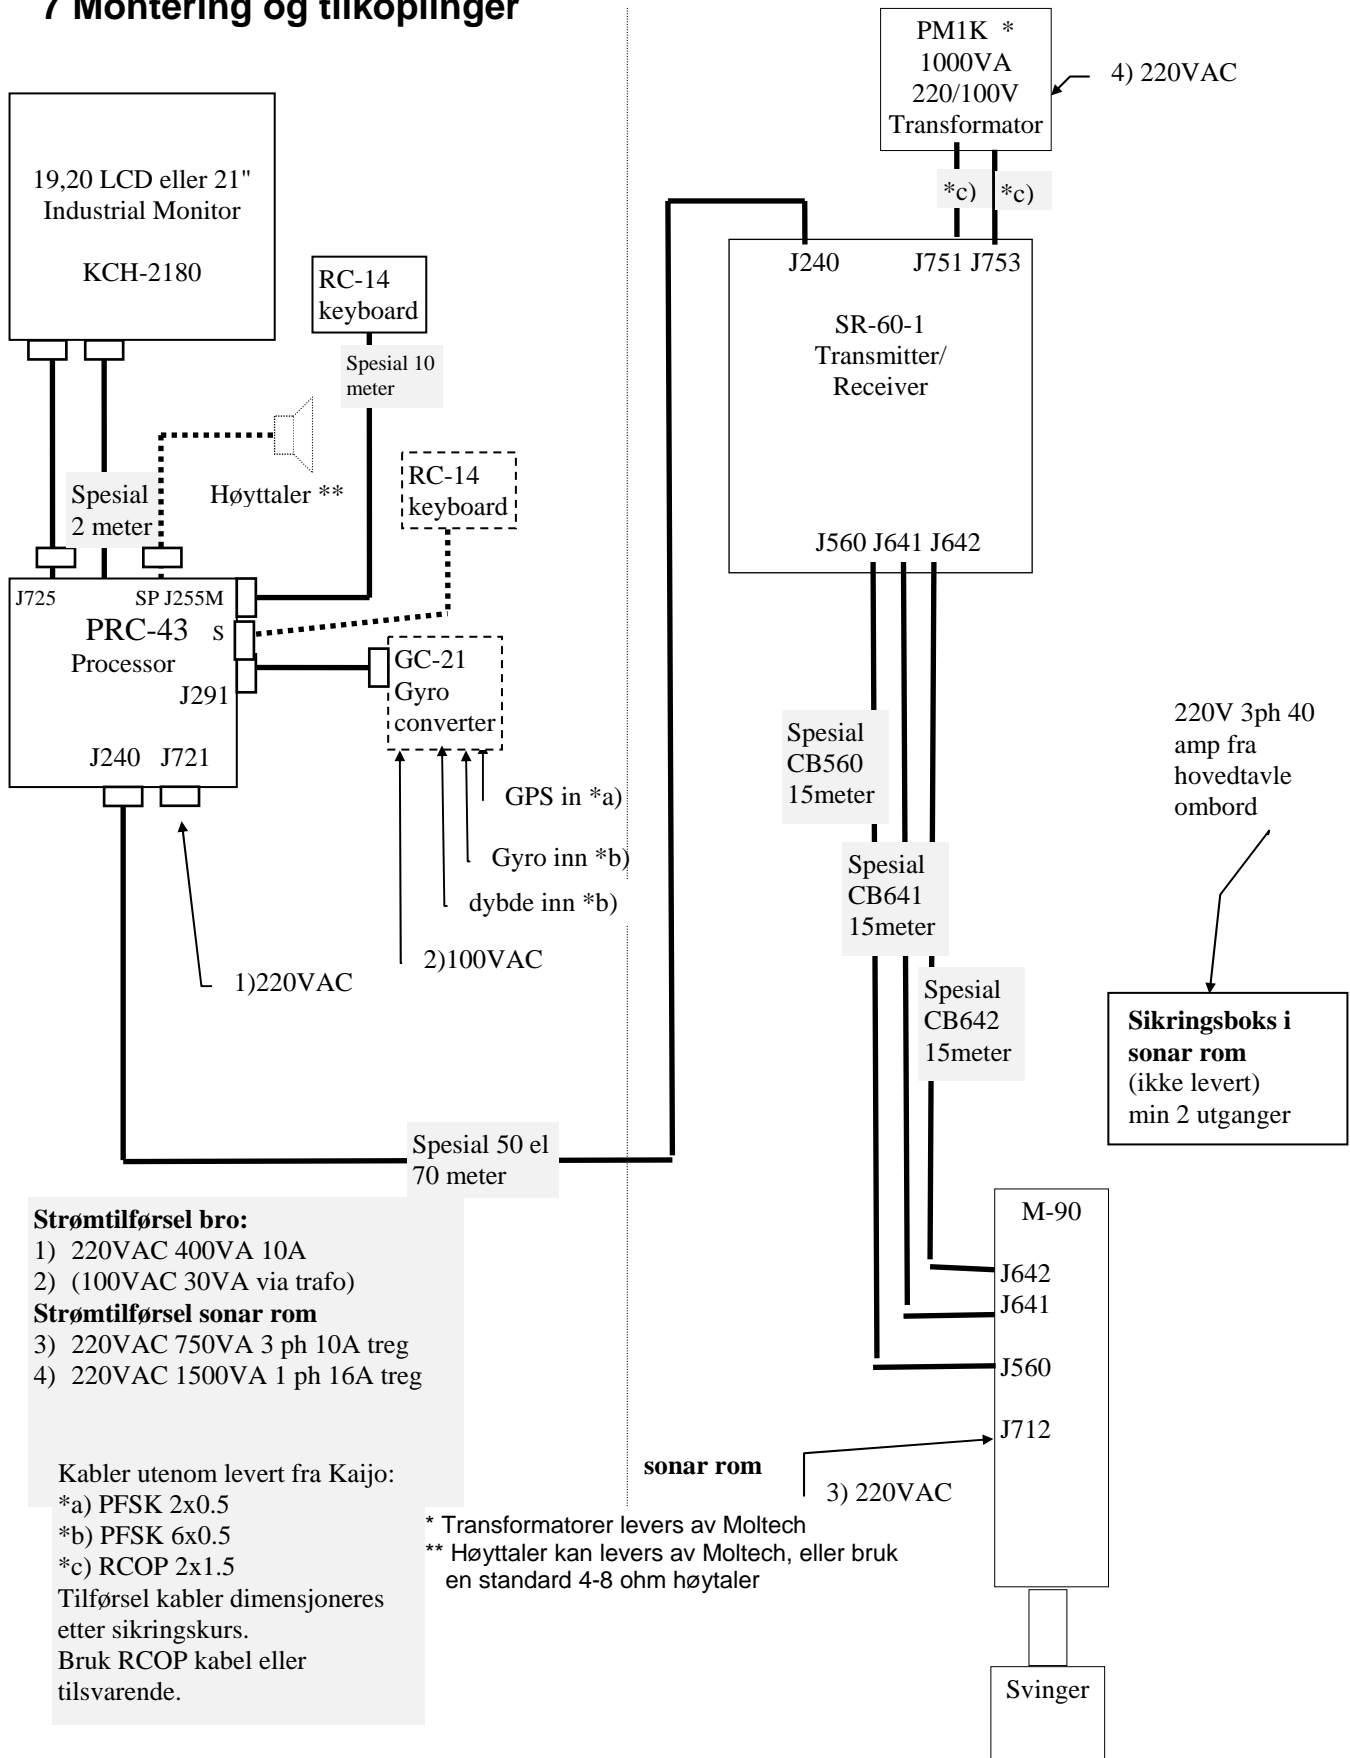 7 Montering og tilkoplinger
PM1K *
1000VA
220/100V
Transformator
4) 220VAC
*c)
*c)
19,20 LCD eller 21"
Industrial Monitor
KCH-2180
RC-14
keyboard
Spesial 10
meter
J240
J751 J753
SR-60-1
Transmitter/
Receiver
J560 J641 J642
Spesial
2 meter
Høyttaler **
RC-14
keyboard
J725
SP J255M
PRC-43 S
Processor
J291
J240 J721
GC-21
Gyro
converter
GPS in *a)
Gyro inn *b)
dybde inn *b)
2)100VAC
1)220VAC
Spesial
CB560
15meter
Spesial
CB641
15meter
Spesial
CB642
15meter
220V 3ph 40
amp fra
hovedtavle
ombord
Sikringsboks i
sonar rom
(ikke levert)
min 2 utganger
Spesial 50 el
70 meter
M-90
J642
J641
J560
J712
3) 220VAC
sonar rom
Svinger
Strømtilførsel bro:
1) 220VAC 400VA 10A
2) (100VAC 30VA via trafo)
Strømtilførsel sonar rom
3) 220VAC 750VA 3 ph 10A treg
4) 220VAC 1500VA 1 ph 16A treg
Kabler utenom levert fra Kaijo:
*a) PFSK 2x0.5
*b) PFSK 6x0.5
*c) RCOP 2x1.5
Tilførsel kabler dimensjoneres
etter sikringskurs.
Bruk RCOP kabel eller
tilsvarende.
* Transformatorer levers av Moltech
** Høyttaler kan levers av Moltech, eller bruk
en standard 4-8 ohm høytaler